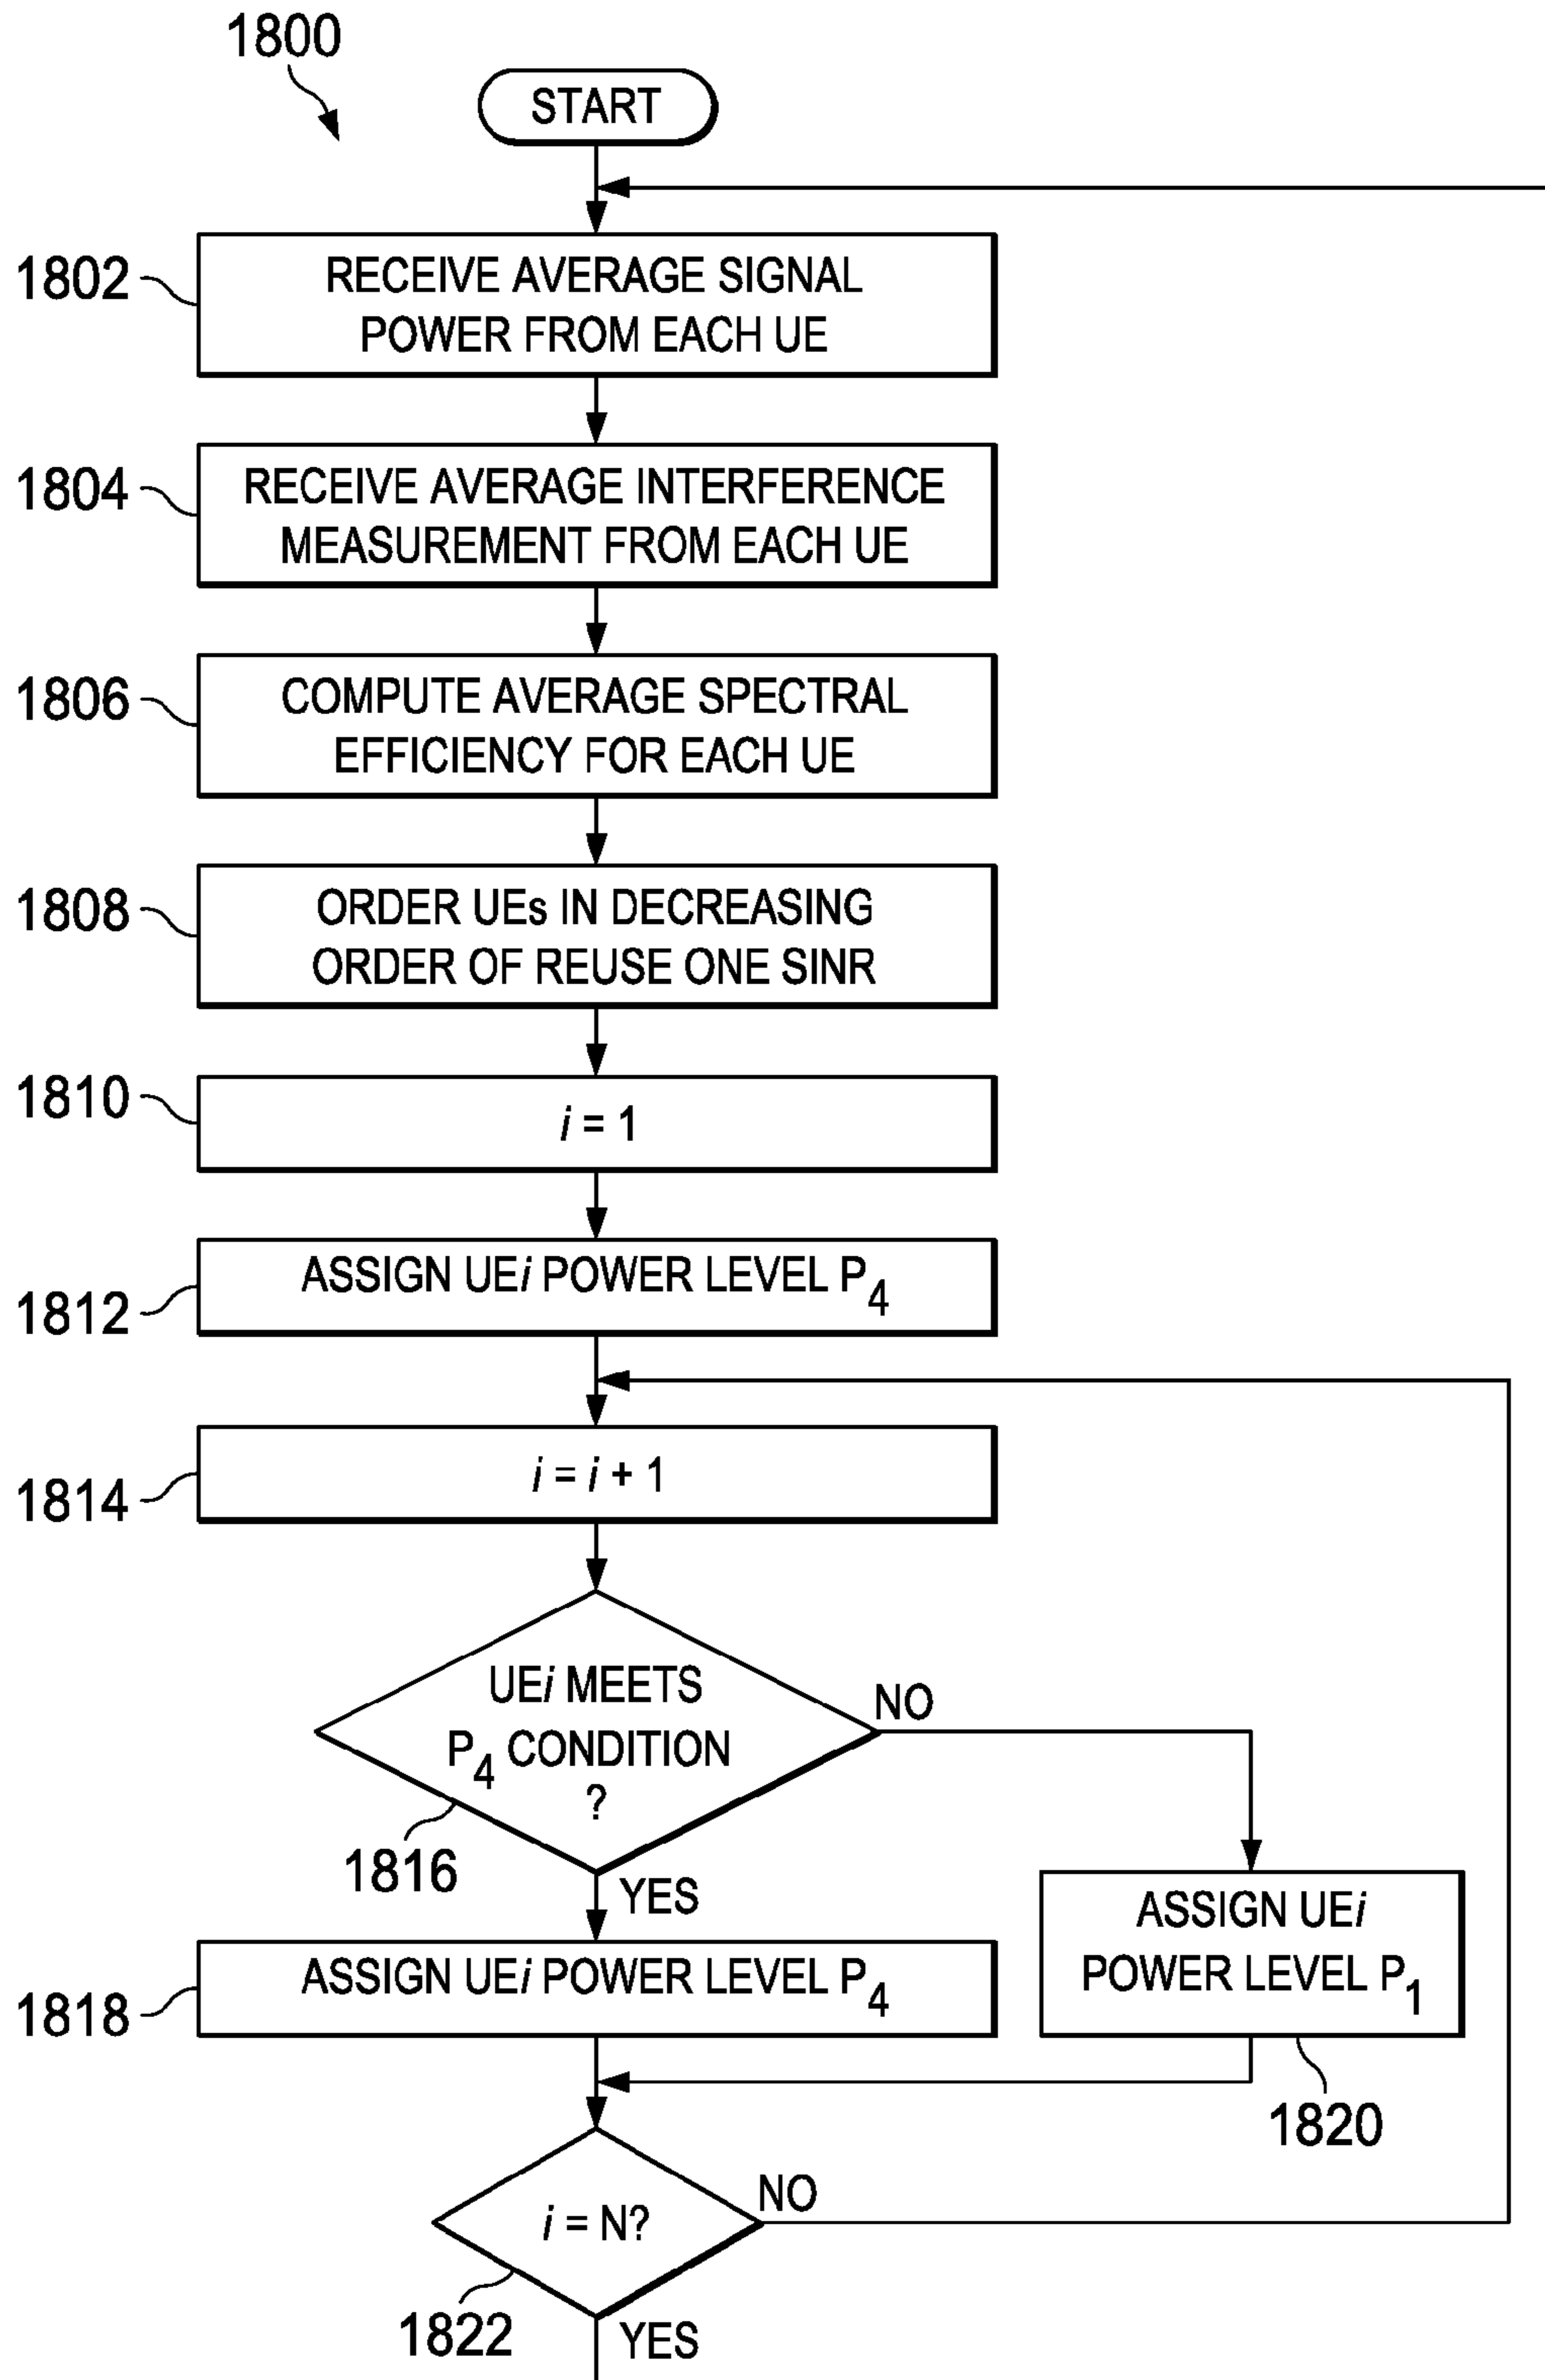 1800
START
1802
RECEIVE AVERAGE SIGNAL
POWER FROM EACH UE
1804
RECEIVE AVERAGE INTERFERENCE
MEASUREMENT FROM EACH UE
1806
COMPUTE AVERAGE SPECTRAL
EFFICIENCY FOR EACH UE
1808
ORDER UEs IN DECREASING
ORDER OF REUSE ONE SINR
1810
i = 1
1812
ASSIGN UEi POWER LEVEL P4
1814
i = i + 1
UEi MEETS
P4 CONDITION
?
NO
1816
YES
1818
ASSIGN UEi POWER LEVEL P4
ASSIGN UEi
POWER LEVEL P1
1820
i = N?
NO
1822
YES